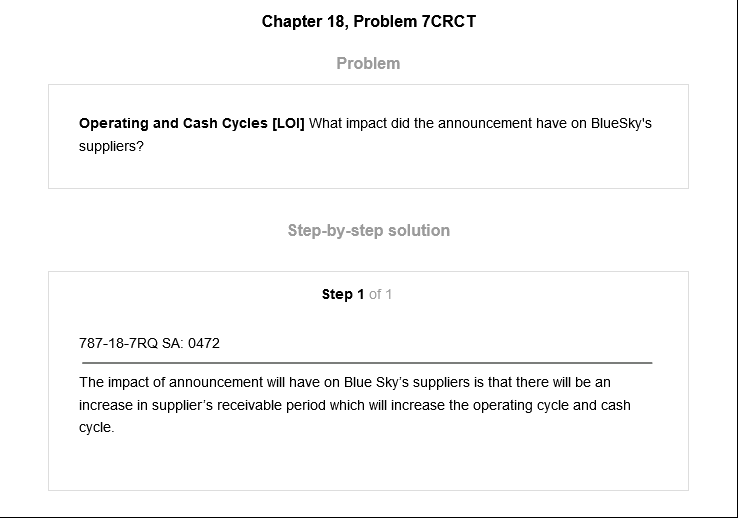 Chapter 18, Problem 7CRCT
Problem
Operating and Cash Cycles [LOI] What impact did the announcement have on BlueSky's
suppliers?
Step-by-step solution
Step 1 of 1
787-18-7RQ SA: 0472
The impact of announcement will have on Blue Sky’s suppliers is that there will be an
increase in supplier’s receivable period which will increase the operating cycle and cash
cycle.